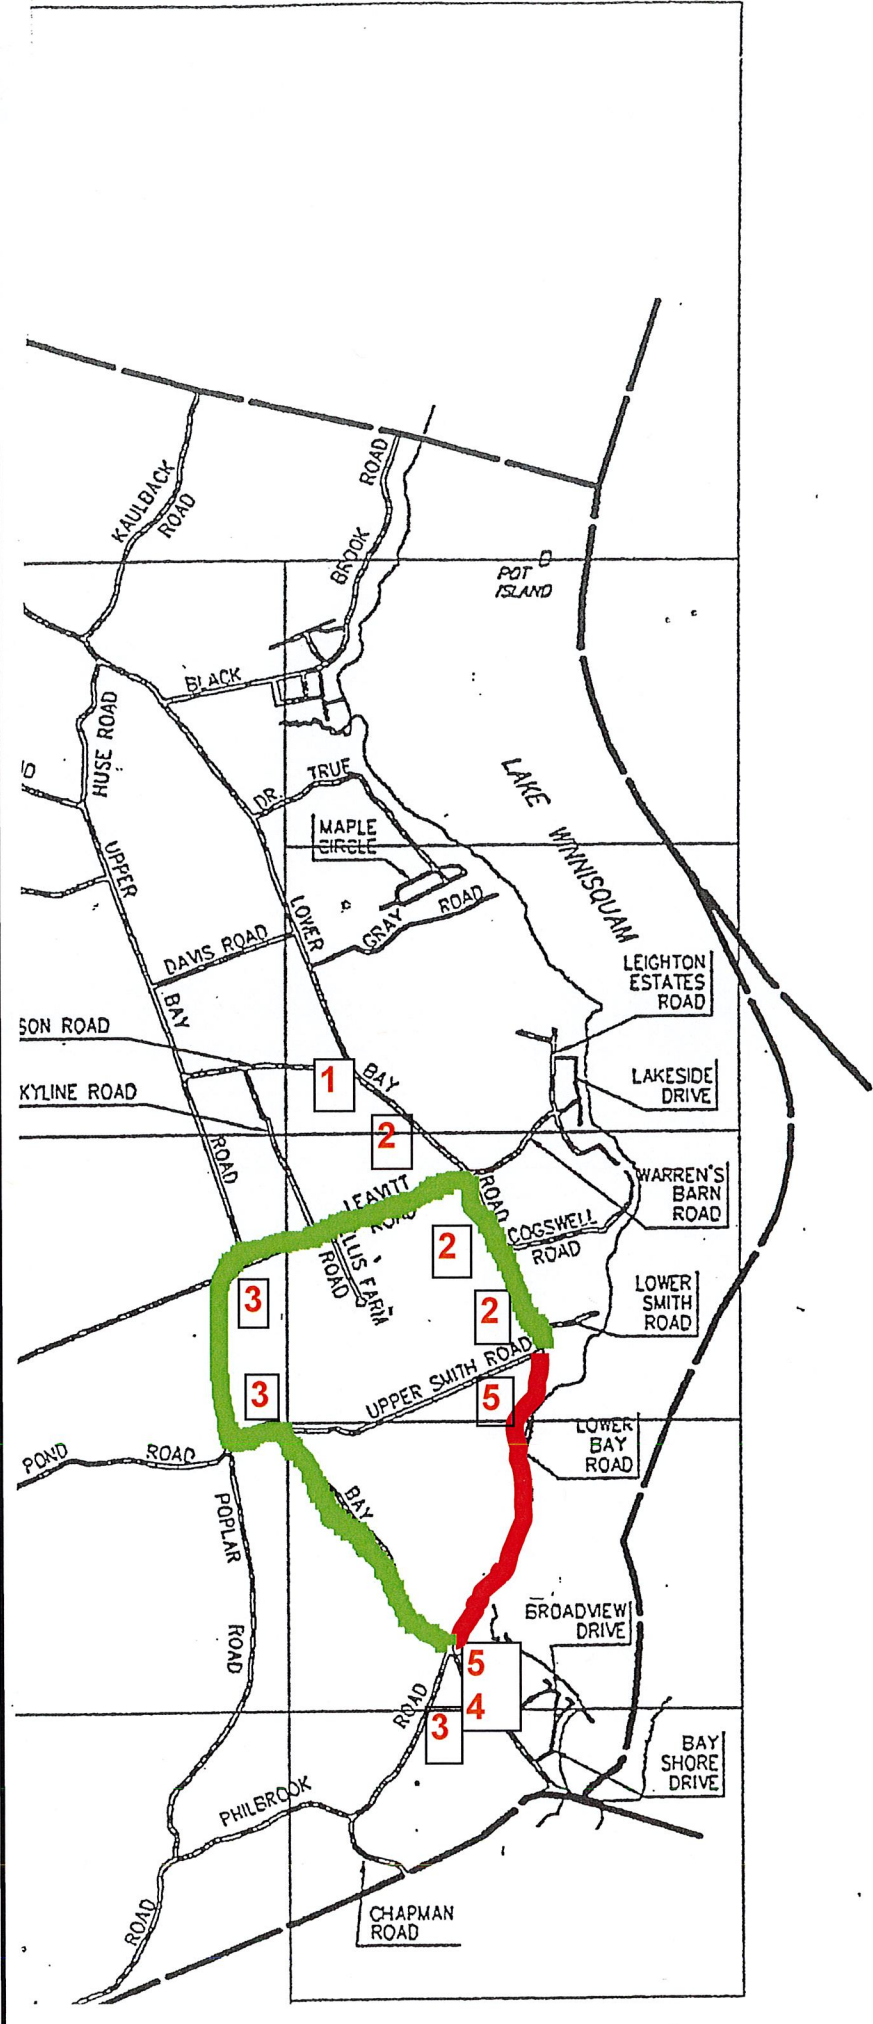 ROAD
KAULBACK
ROAD
BROOK
POT
ISLAND
BLACK
HUSE ROAD
TRUE
DR.
LAKE WINNISQUAM
MAPLE
CIRCLE
UPPER
LOWER
GRAY ROAD
DAVIS ROAD
LEIGHTON
ESTATES
ROAD
BAY
SON ROAD
1
BAY
LAKESIDE
DRIVE
KYLINE ROAD
2
ROAD
LEAVITT
ROAD
ROAD
WARREN'S
BARN
ROAD
COGSWELL
ROAD
2
LLIS FARM
ROAD
3
2
LOWER
SMITH
ROAD
UPPER SMITH ROAD
3
5
LOWER
BAY
ROAD
POND ROAD
BAY
POPLAR
ROAD
BROADVIEW
DRIVE
5
4
ROAD
3
BAY
SHORE
DRIVE
PHILBROOK
ROAD
CHAPMAN
ROAD